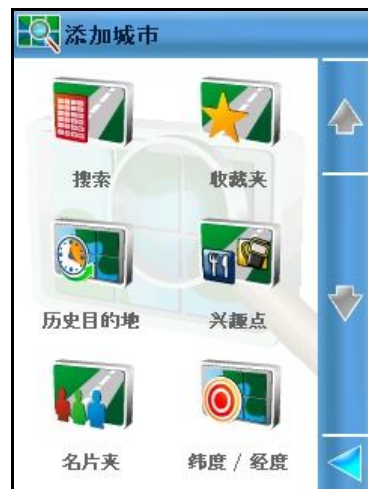 添加城市
搜索
收藏夹
历史目的地
兴趣点
名片夹
纬度 / 经度